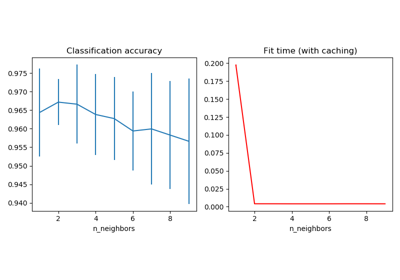 Classification accuracy
0.975
0.970
0.965
0.960
0.955
0.950
0.945
0.940
2 4 6 8
n_neighbors
Fit time (with caching)
0.200
0.175
0.150
0.125
0.100
0.075
0.050
0.025
0.000
2 4 6 8
n_neighbors